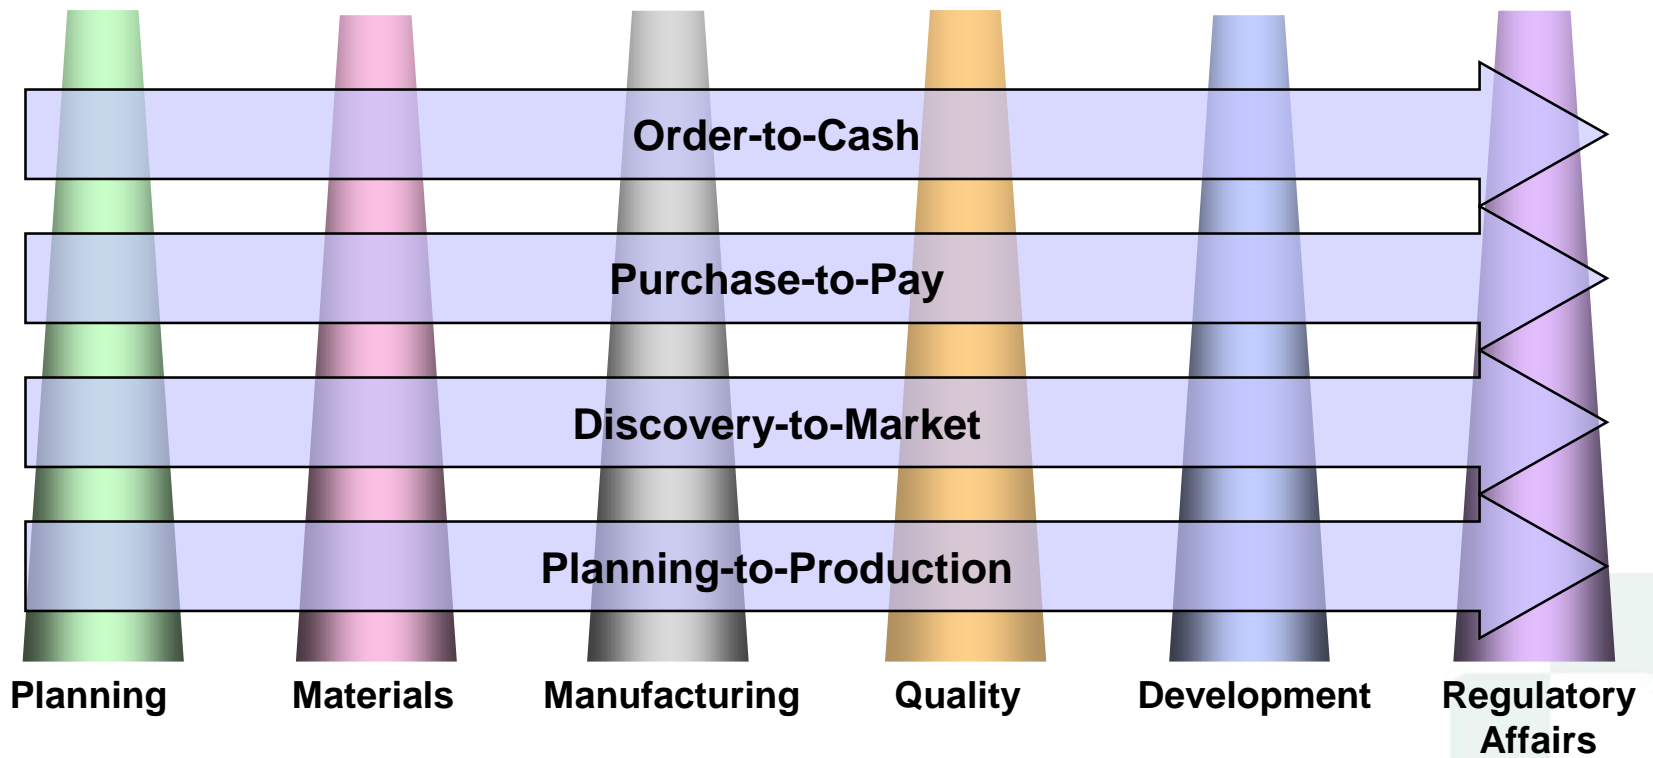 Order-to-Cash
Purchase-to-Pay
Discovery-to-Market
Planning-to-Production
Planning
Materials
Manufacturing
Quality
Development
Regulatory
Affairs